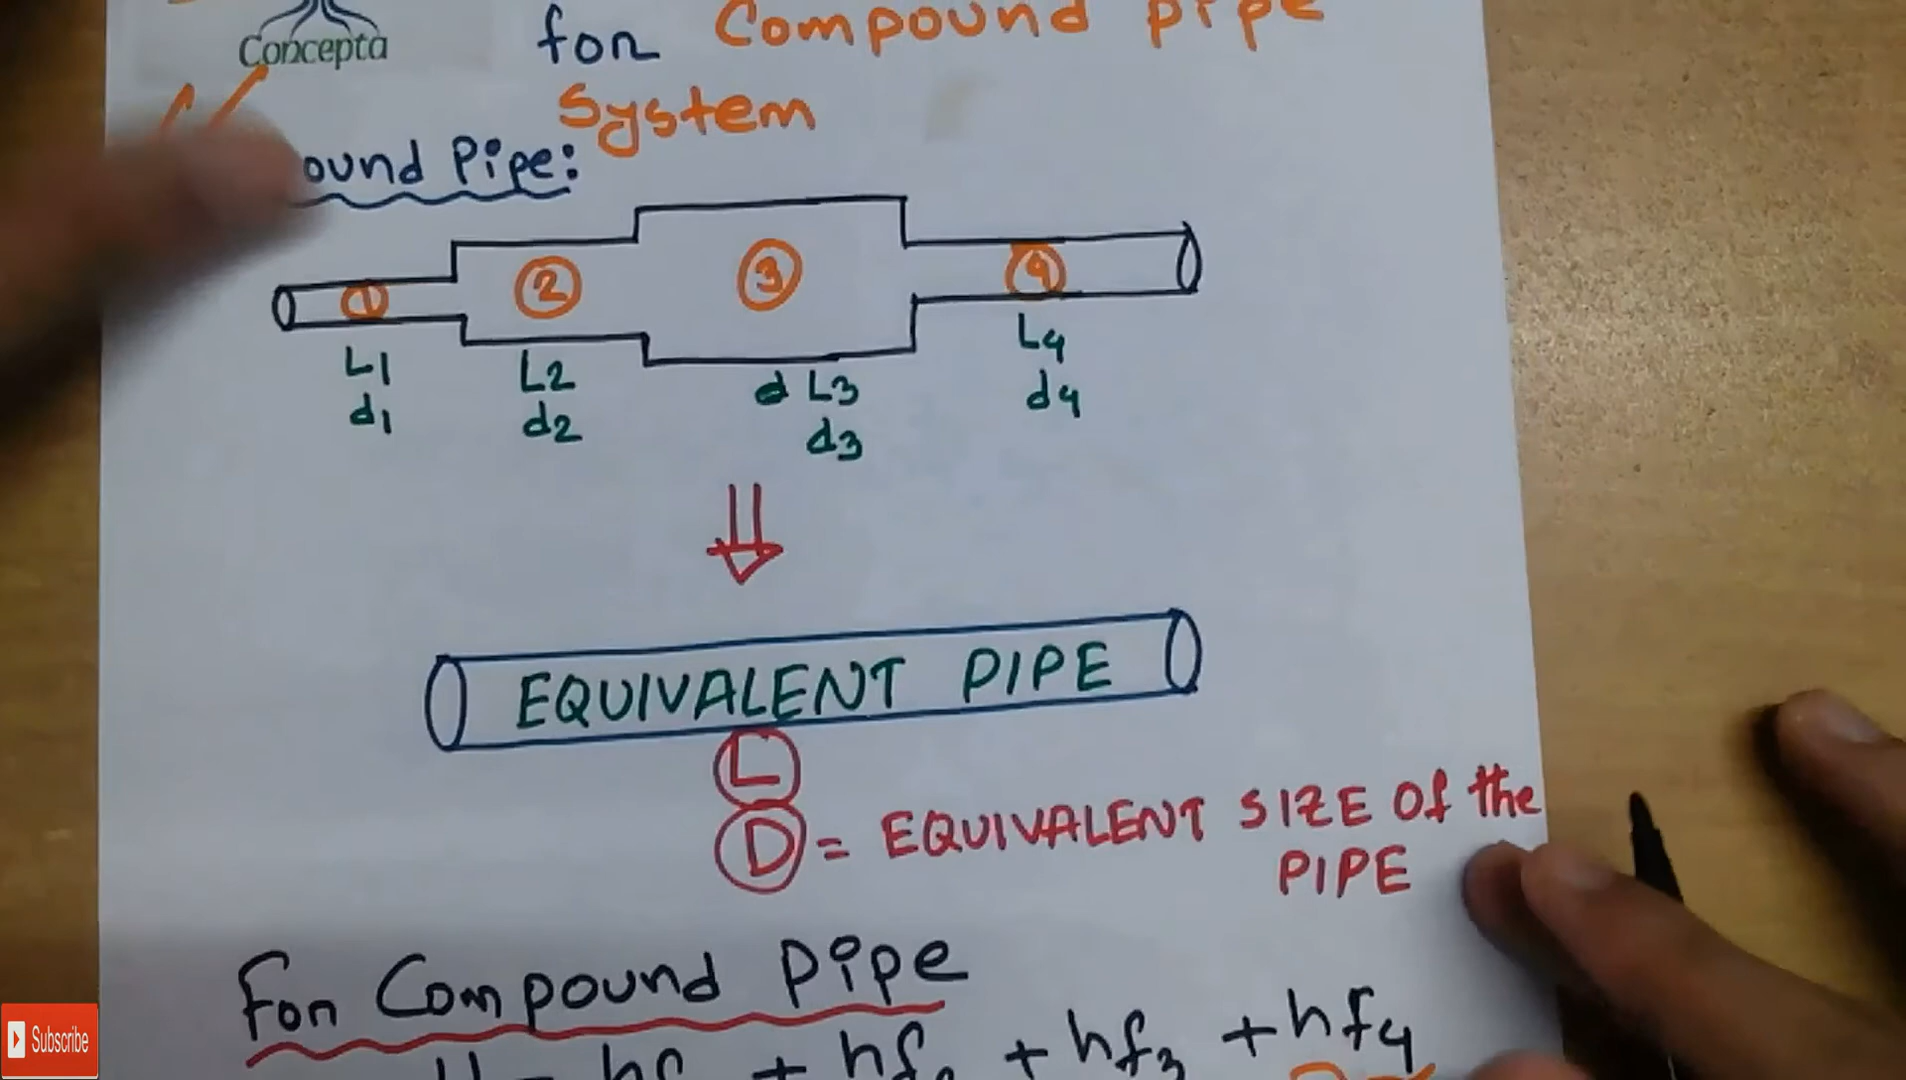 Concepta
for Compound pipe
System
ound Pipe:
1 2 3 4
L1 L2 d L3 L4
d1 d2 d3 d4
EQUIVALENT PIPE
L
D = EQUIVALENT SIZE Of the
PIPE
For Compound Pipe
+ hf3 + hf4
Subscribe